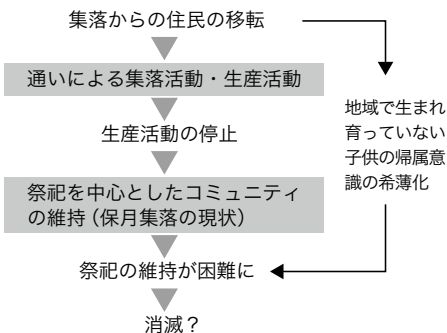 集落からの住民の移転
通いによる集落活動・生産活動
生産活動の停止
祭祀を中心としたコミュニティ
の維持（保月集落の現状）
祭祀の維持が困難に
消滅？
地域で生まれ
育っていない
子供の帰属意
識の希薄化